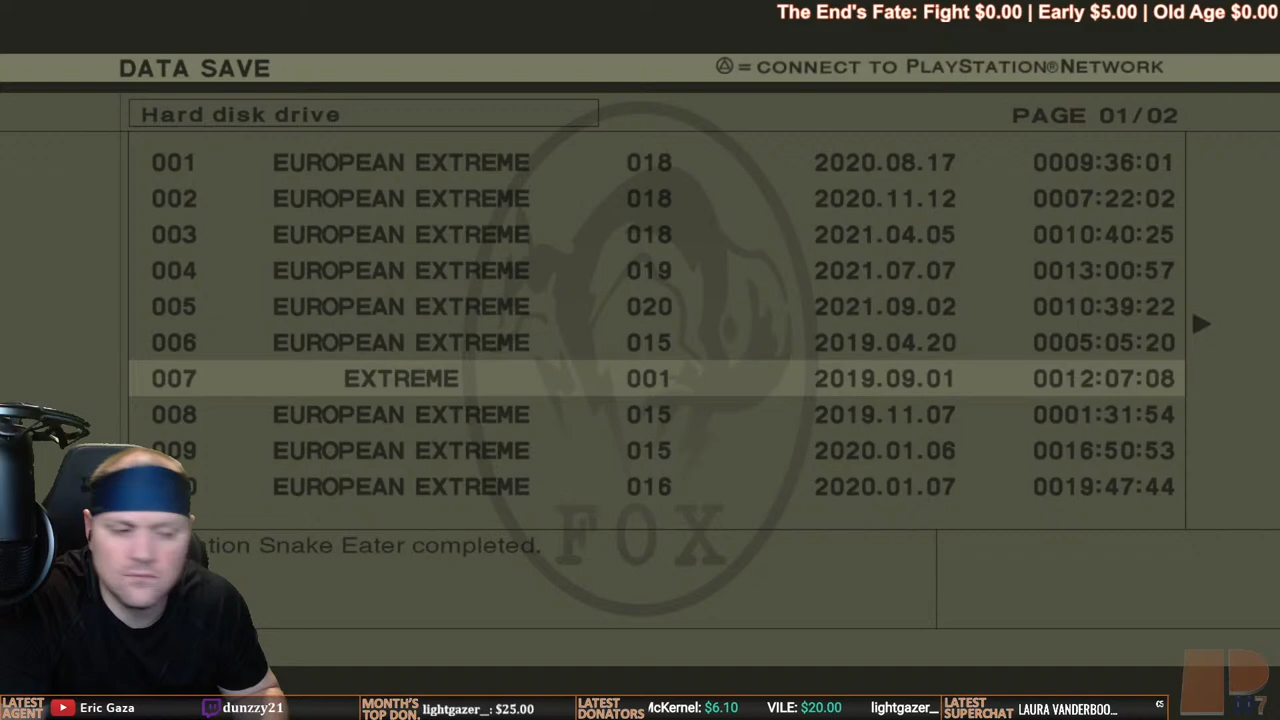 The End's Fate: Fight $0.00 | Early $5.00 | Old Age $0.00
DATA SAVE
Ⓐ = CONNECT TO PLAYSTATION®NETWORK
Hard disk drive
PAGE 01/02
001 EUROPEAN EXTREME 018 2020.08.17 0009:36:01
002 EUROPEAN EXTREME 018 2020.11.12 0007:22:02
003 EUROPEAN EXTREME 018 2021.04.05 0010:40:25
004 EUROPEAN EXTREME 019 2021.07.07 0013:00:57
005 EUROPEAN EXTREME 020 2021.09.02 0010:39:22
006 EUROPEAN EXTREME 015 2019.04.20 0005:05:20
007 EXTREME 001 2019.09.01 0012:07:08
008 EUROPEAN EXTREME 015 2019.11.07 0001:31:54
009 EUROPEAN EXTREME 015 2020.01.06 0016:50:53
EUROPEAN EXTREME 016 2020.01.07 0019:47:44
FOX
Snake Eater completed.
LATEST AGENT Eric Gaza dunzzy21 MONTH'S TOP DON. lightgazer_: $25.00 LATEST DONATORS McKernel: $6.10 VILE: $20.00 lightgazer_ LATEST SUPERCHAT LAURA VANDERBOO...
7